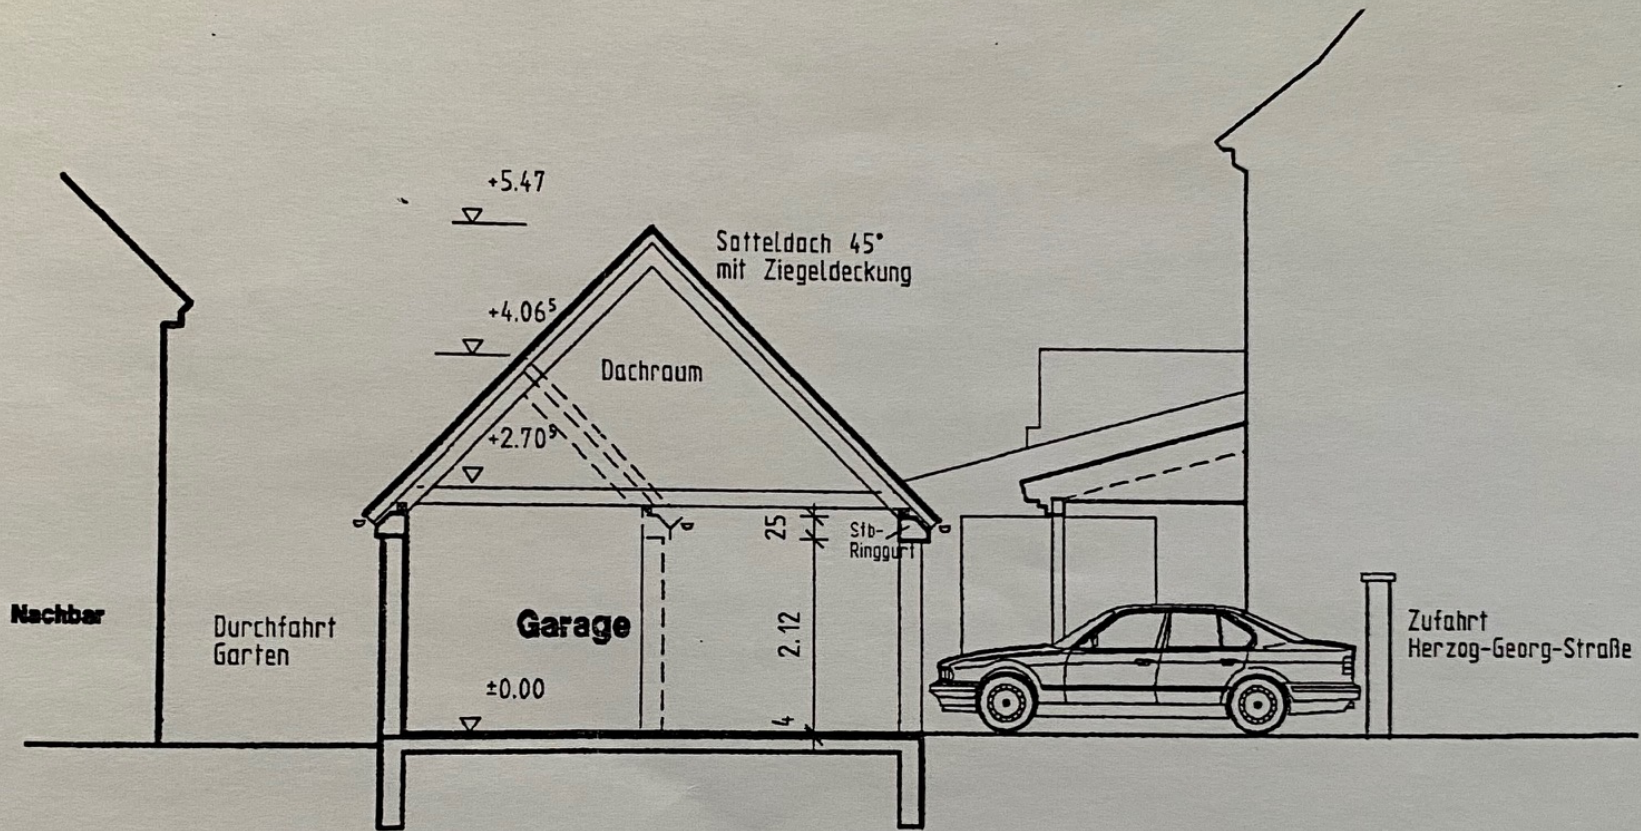 +5.47
Satteldach 45°
mit Ziegeldeckung
+4.06⁵
Dachraum
+2.70⁹
25
Stb-
Ringgurt
Nachbar
Durchfahrt
Garten
Garage
2.12
Zufahrt
Herzog-Georg-Straße
±0.00
4